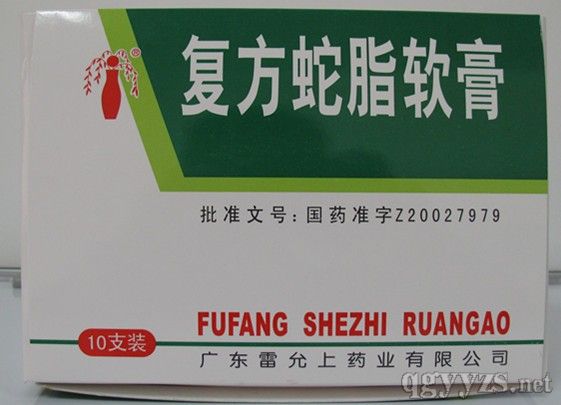 ®
复方蛇脂软膏
批准文号:国药准字Z20027979
FUFANG SHEZHI RUANGAO
10支装
广东雷允上药业有限公司
qgyyzs.net